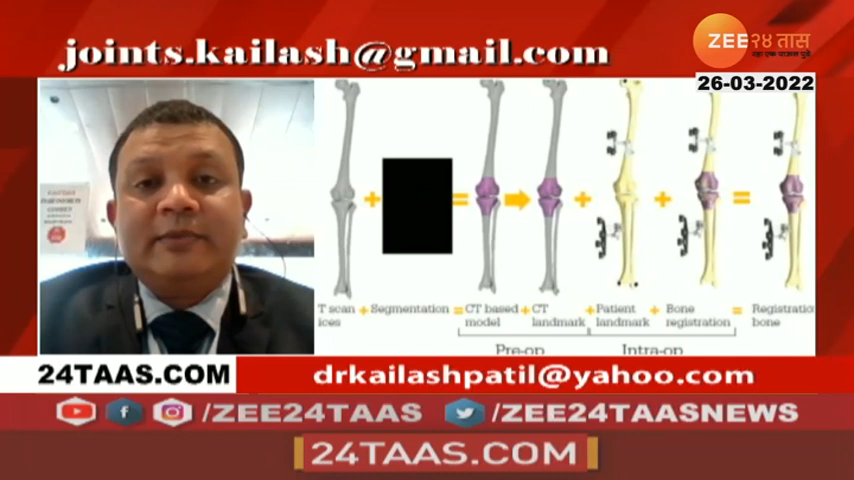 joints.kailash@gmail.com
ZEE २४ तास
26-03-2022
T scan + Segmentation = CT based + CT + Patient + Bone = Registratio
ices model landmark landmark registration bone
Pre-op Intra-op
24TAAS.COM drkailashpatil@yahoo.com
/ZEE24TAAS /ZEE24TAASNEWS
24TAAS.COM